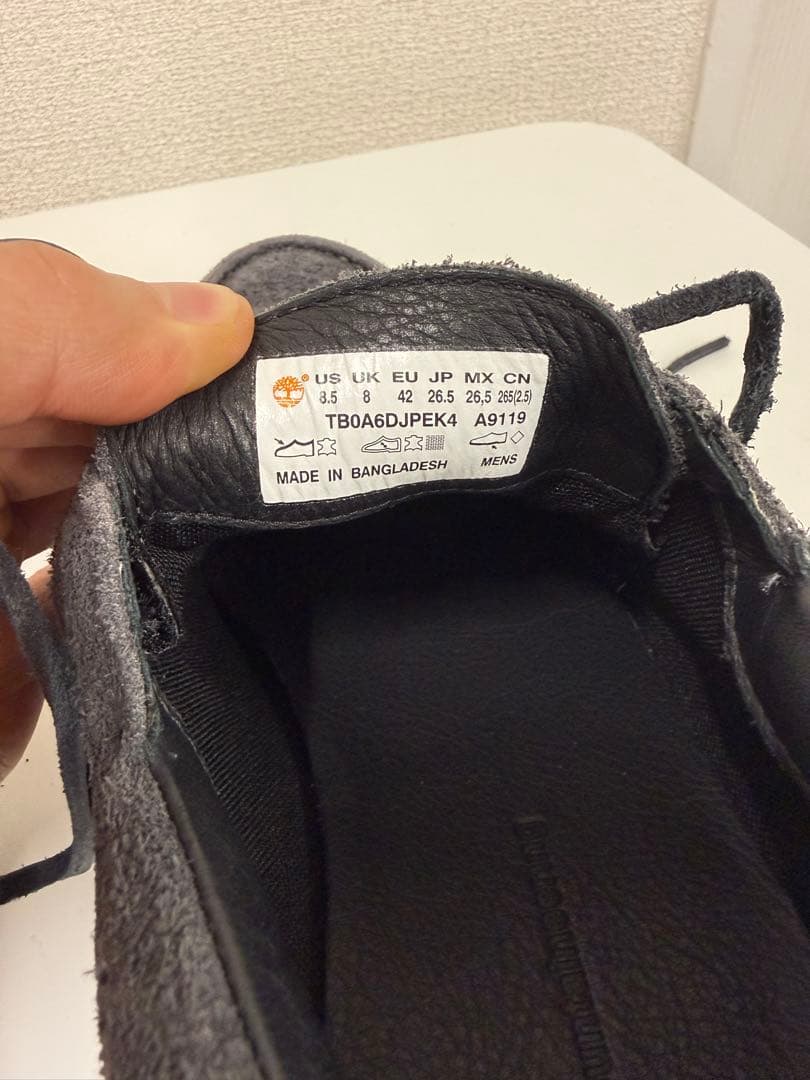 US UK EU JP MX CN
8.5 8 42 26.5 26,5 265(2.5)
TB0A6DJPEK4 A9119
MADE IN BANGLADESH MENS